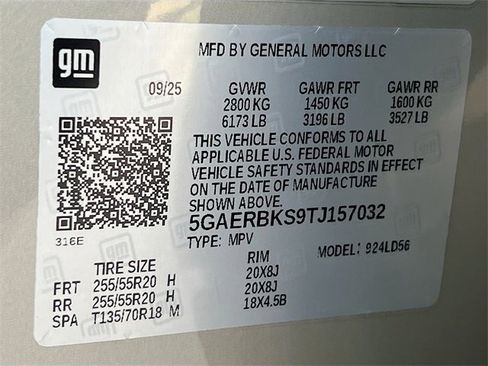 gm
MFD BY GENERAL MOTORS LLC
09/25 GVWR GAWR FRT GAWR RR
2800 KG 1450 KG 1600 KG
6173 LB 3196 LB 3527 LB
THIS VEHICLE CONFORMS TO ALL
APPLICABLE U.S. FEDERAL MOTOR
VEHICLE SAFETY STANDARDS IN EFFECT
ON THE DATE OF MANUFACTURE
SHOWN ABOVE.
5GAERBKS9TJ157032
316E
TYPE: MPV MODEL: 924LD56
TIRE SIZE RIM
FRT 255/55R20 H 20X8J
RR 255/55R20 H 20X8J
SPA T135/70R18 M 18X4.5B